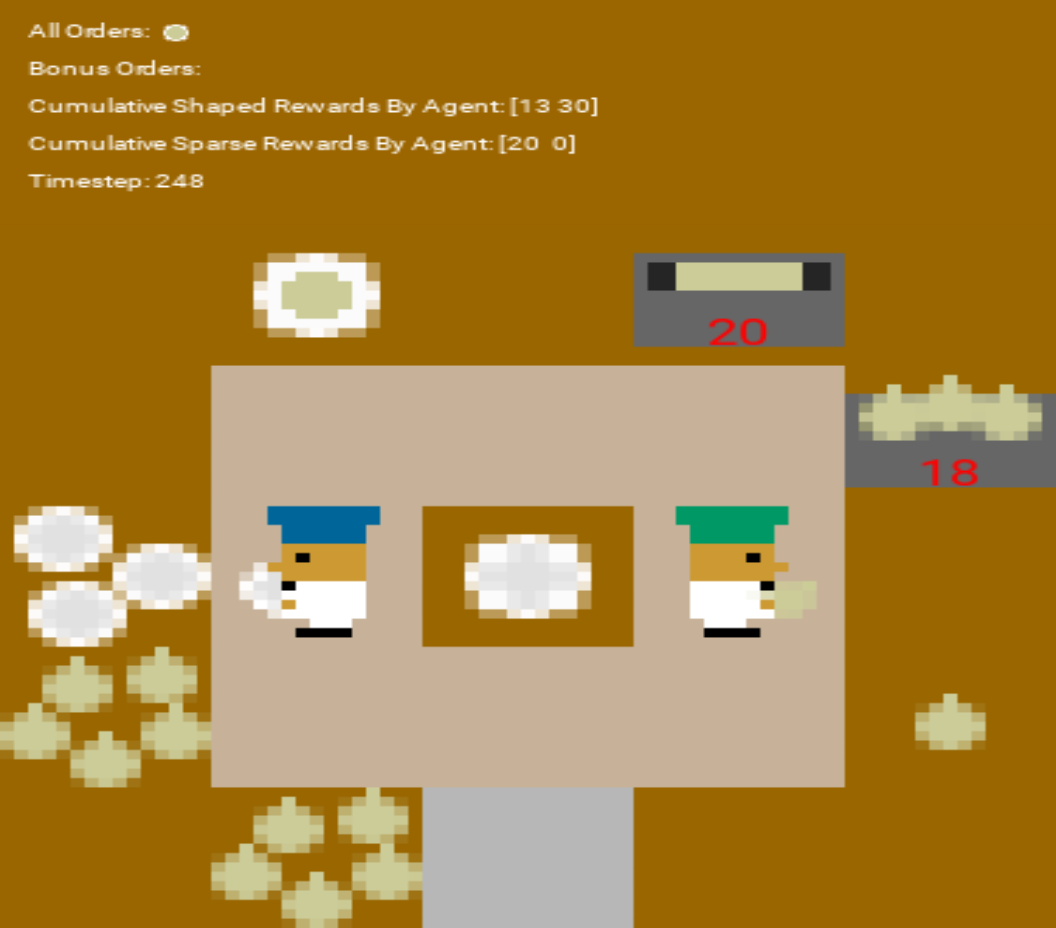 All Orders:
Bonus Orders:
Cumulative Shaped Rewards By Agent: [13 30]
Cumulative Sparse Rewards By Agent: [20  0]
Timestep: 248
20
18